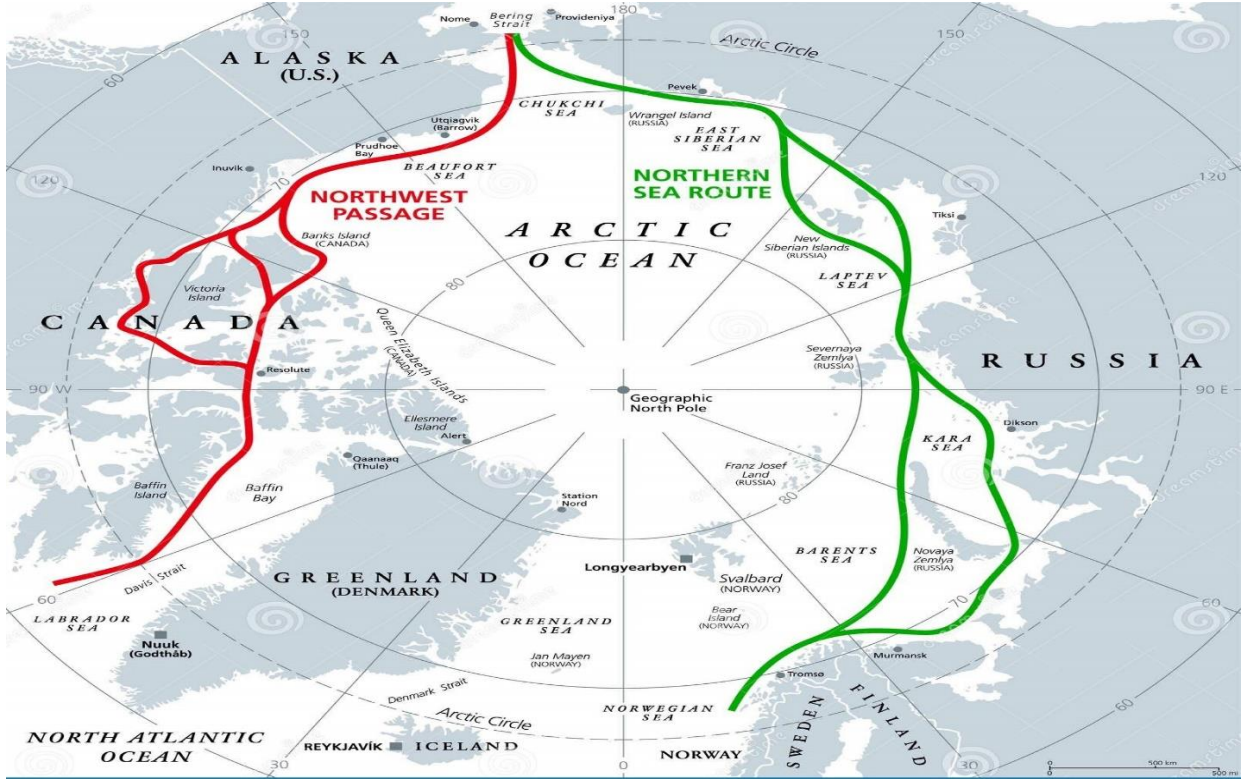 Nome
Bering
Strait
Provideniya
180
150
150
Arctic Circle
ALASKA
(U.S.)
60
CHUKCHI
SEA
Pevek
Wrangel Island
(RUSSIA)
Utqiagvik
(Barrow)
Prudhoe
Bay
EAST
SIBERIAN
SEA
BEAUFORT
SEA
Inuvik
120
70
120
NORTHERN
SEA ROUTE
NORTHWEST
PASSAGE
Banks Island
(CANADA)
Tiksi
ARCTIC
OCEAN
New
Siberian Islands
(RUSSIA)
LAPTEV
SEA
80
Victoria
Island
CANADA
Queen Elizabeth Islands
(CANADA)
Severnaya
Zemlya
(RUSSIA)
RUSSIA
Resolute
90 W
Geographic
North Pole
90 E
Ellesmere
Island
Alert
Dikson
KARA
SEA
Qaanaaq
(Thule)
Franz Josef
Land
(RUSSIA)
Baffin
Island
Baffin
Bay
Station
Nord
80
BARENTS
SEA
Novaya
Zemlya
(RUSSIA)
Longyearbyen
Svalbard
(NORWAY)
Davis Strait
GREENLAND
(DENMARK)
60
70
60
LABRADOR
SEA
Bear
Island
(NORWAY)
GREENLAND
SEA
Nuuk
(Godthåb)
Jan Mayen
(NORWAY)
Murmansk
Tromsø
Denmark Strait
Arctic Circle
NORWEGIAN
SEA
SWEDEN
FINLAND
60
NORTH ATLANTIC
OCEAN
REYKJAVÍK
ICELAND
NORWAY
30
0
30
0
500 km
500 mi
dreamstime